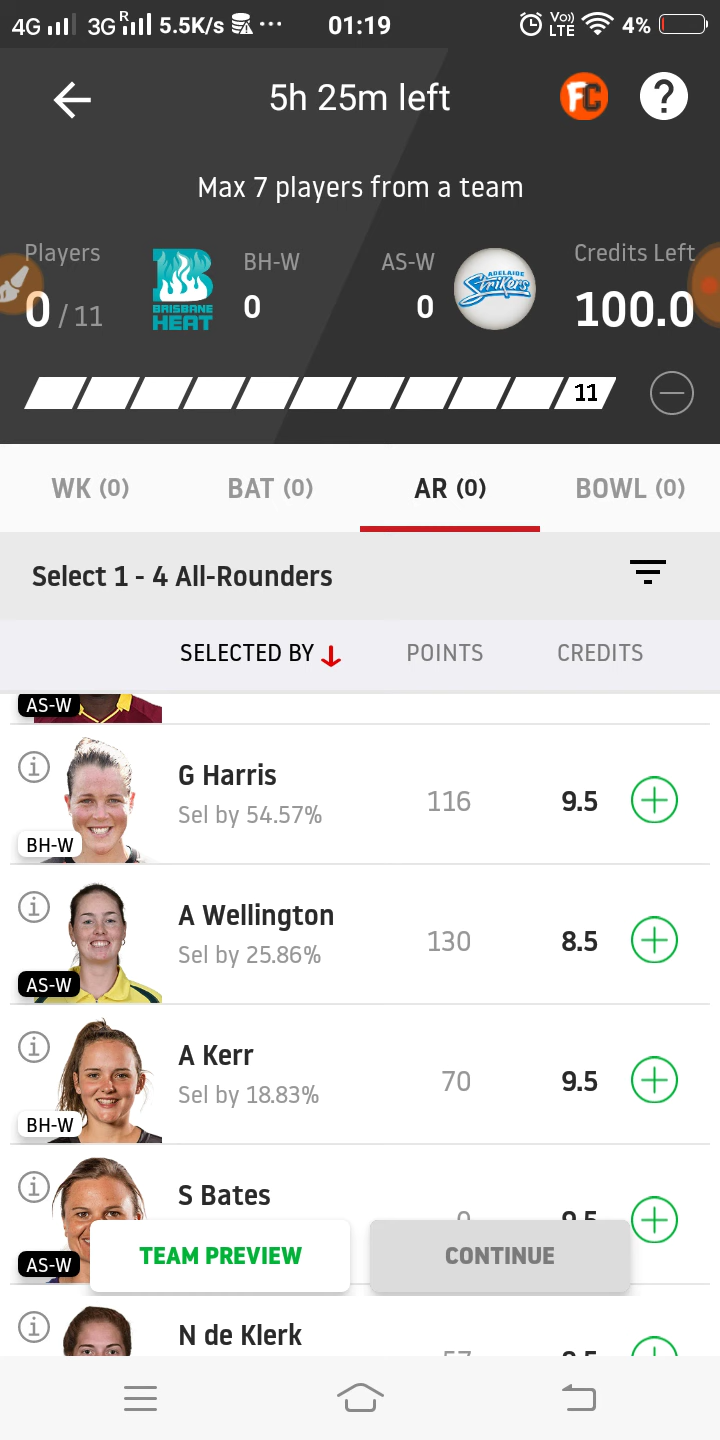 4G 3G R 5.5K/s ... 01:19 Vo) LTE 4%
5h 25m left FC ?
Max 7 players from a team
Players BH-W AS-W Credits Left
0 / 11 BRISBANE HEAT 0 0 ADELAIDE Strikers 100.0
11
WK (0) BAT (0) AR (0) BOWL (0)
Select 1 - 4 All-Rounders
SELECTED BY POINTS CREDITS
AS-W
G Harris
Sel by 54.57% 116 9.5
BH-W
A Wellington
Sel by 25.86% 130 8.5
AS-W
A Kerr
Sel by 18.83% 70 9.5
BH-W
S Bates
AS-W
TEAM PREVIEW CONTINUE
N de Klerk